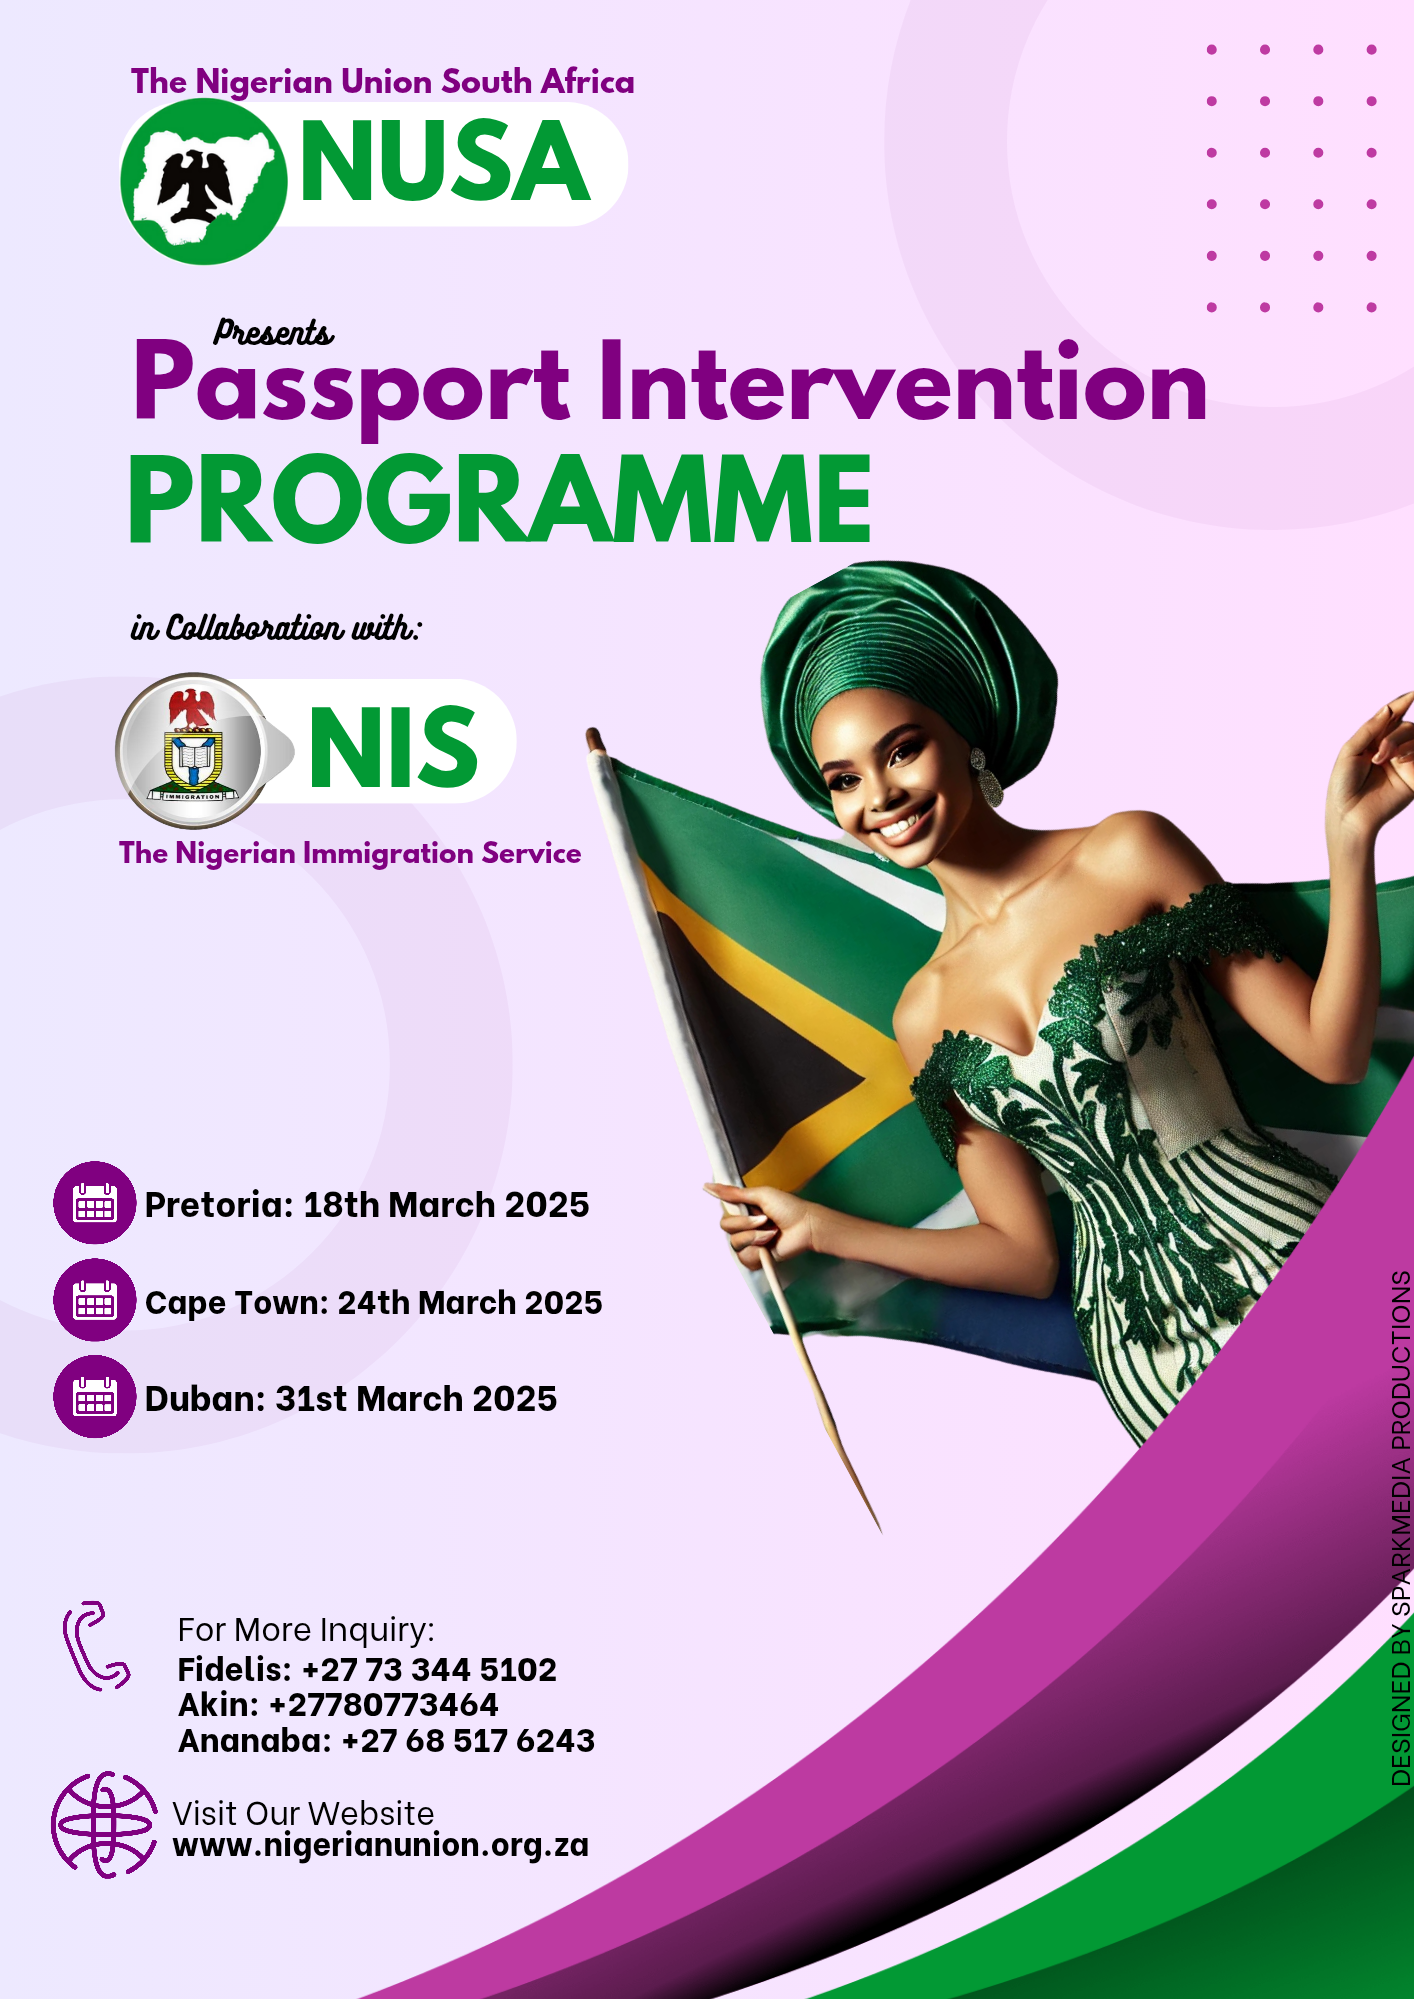 The Nigerian Union South Africa
NUSA
Presents
Passport Intervention
PROGRAMME
in Collaboration with:
IMMIGRATION
NIS
The Nigerian Immigration Service
Pretoria: 18th March 2025
Cape Town: 24th March 2025
Duban: 31st March 2025
For More Inquiry:
Fidelis: +27 73 344 5102
Akin: +27780773464
Ananaba: +27 68 517 6243
Visit Our Website
www.nigerianunion.org.za
DESIGNED BY SPARKMEDIA PRODUCTIONS